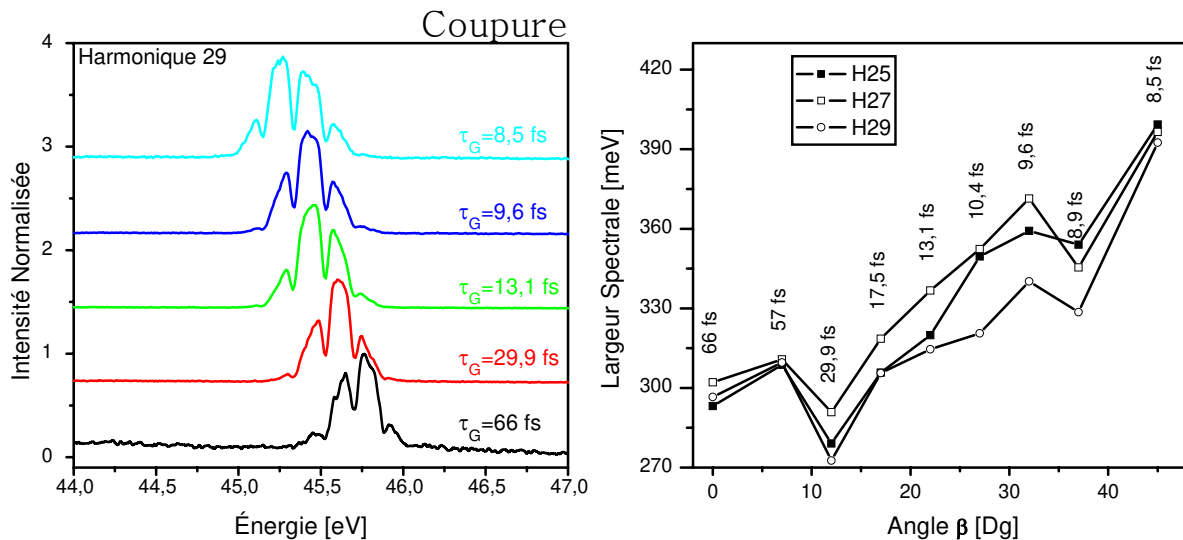 Coupure
Harmonique 29
4
3
2
1
0
Intensité Normalisée
τG=8,5 fs
τG=9,6 fs
τG=13,1 fs
τG=29,9 fs
τG=66 fs
44,0 44,5 45,0 45,5 46,0 46,5 47,0
Énergie [eV]
420
390
360
330
300
270
Largeur Spectrale [meV]
H25
H27
H29
66 fs
57 fs
29,9 fs
17,5 fs
13,1 fs
10,4 fs
9,6 fs
8,9 fs
8,5 fs
0 10 20 30 40
Angle β [Dg]